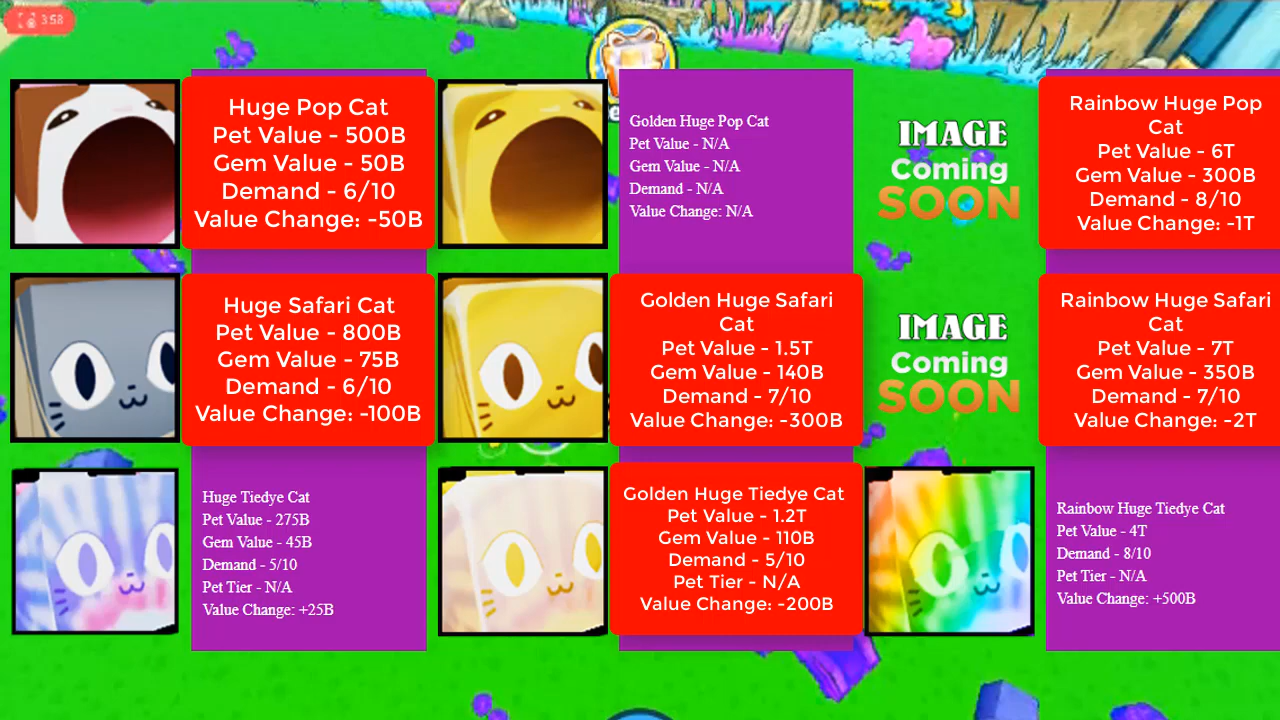 3:58
Huge Pop Cat
Pet Value - 500B
Gem Value - 50B
Demand - 6/10
Value Change: -50B
Golden Huge Pop Cat
Pet Value - N/A
Gem Value - N/A
Demand - N/A
Value Change: N/A
IMAGE
Coming
SOON
Rainbow Huge Pop
Cat
Pet Value - 6T
Gem Value - 300B
Demand - 8/10
Value Change: -1T
Huge Safari Cat
Pet Value - 800B
Gem Value - 75B
Demand - 6/10
Value Change: -100B
Golden Huge Safari
Cat
Pet Value - 1.5T
Gem Value - 140B
Demand - 7/10
Value Change: -300B
IMAGE
Coming
SOON
Rainbow Huge Safari
Cat
Pet Value - 7T
Gem Value - 350B
Demand - 7/10
Value Change: -2T
Huge Tiedye Cat
Pet Value - 275B
Gem Value - 45B
Demand - 5/10
Pet Tier - N/A
Value Change: +25B
Golden Huge Tiedye Cat
Pet Value - 1.2T
Gem Value - 110B
Demand - 5/10
Pet Tier - N/A
Value Change: -200B
Rainbow Huge Tiedye Cat
Pet Value - 4T
Demand - 8/10
Pet Tier - N/A
Value Change: +500B